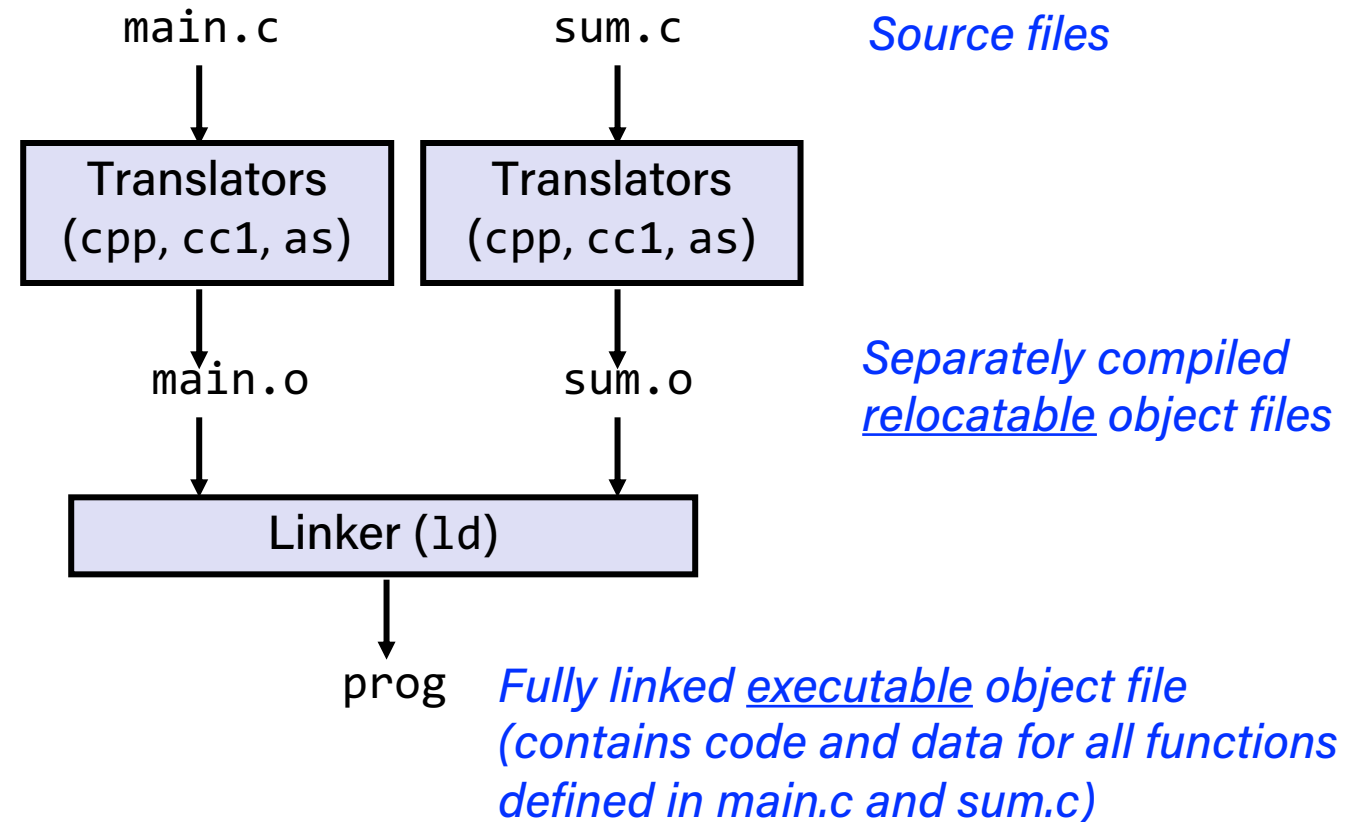 main.c
sum.c
Source files
Translators
(cpp, cc1, as)
Translators
(cpp, cc1, as)
main.o
sum.o
Separately compiled
relocatable object files
Linker (ld)
prog
Fully linked executable object file
(contains code and data for all functions
defined in main.c and sum.c)